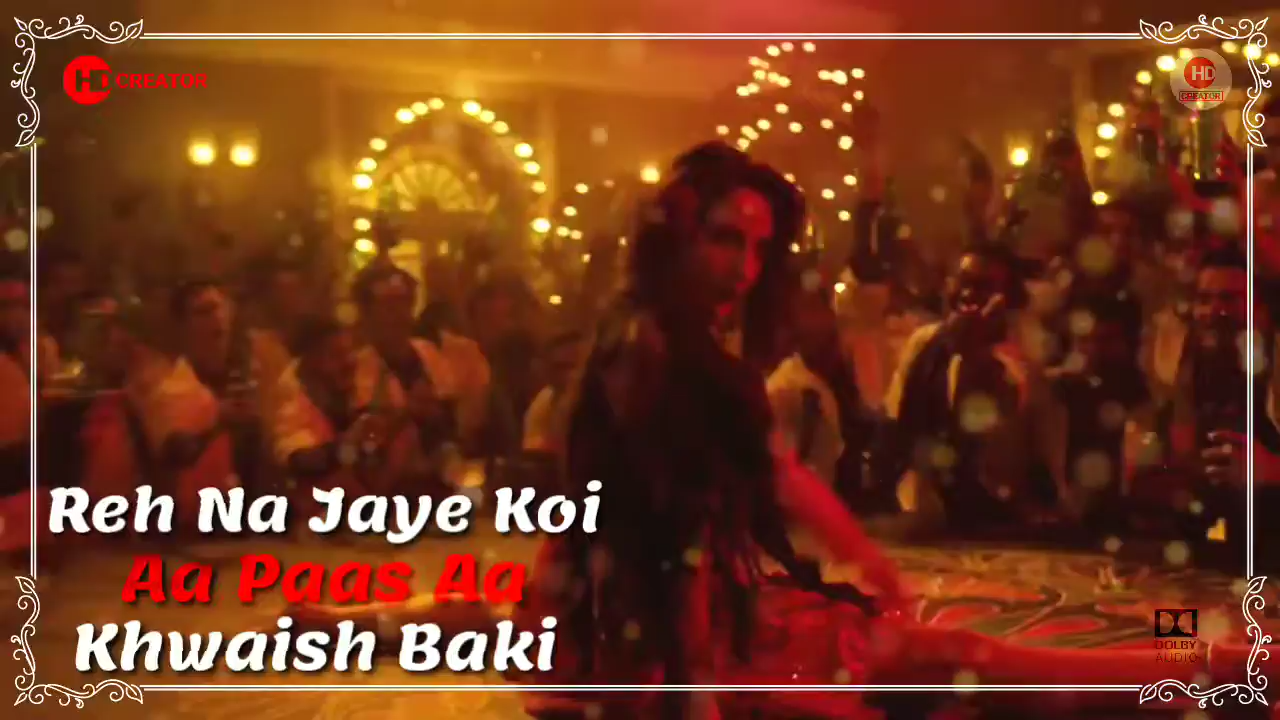 HD CREATOR
HD
CREATOR
Reh Na Jaye Koi
Aa Paas Aa
Khwaish Baki
DOLBY
AUDIO